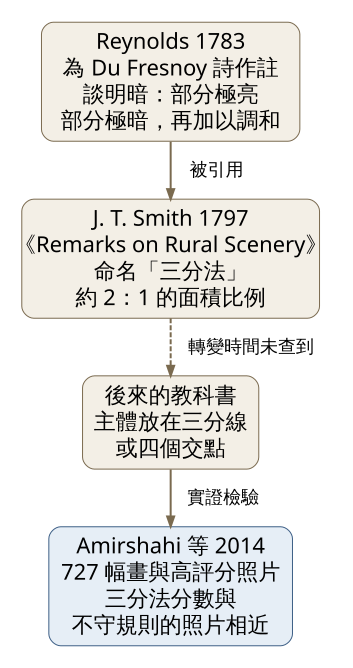 Reynolds 1783
為 Du Fresnoy 詩作註
談明暗：部分極亮
部分極暗，再加以調和
被引用
J. T. Smith 1797
《Remarks on Rural Scenery》
命名「三分法」
約 2：1 的面積比例
轉變時間未查到
後來的教科書
主體放在三分線
或四個交點
實證檢驗
Amirshahi 等 2014
727 幅畫與高評分照片
三分法分數與
不守規則的照片相近